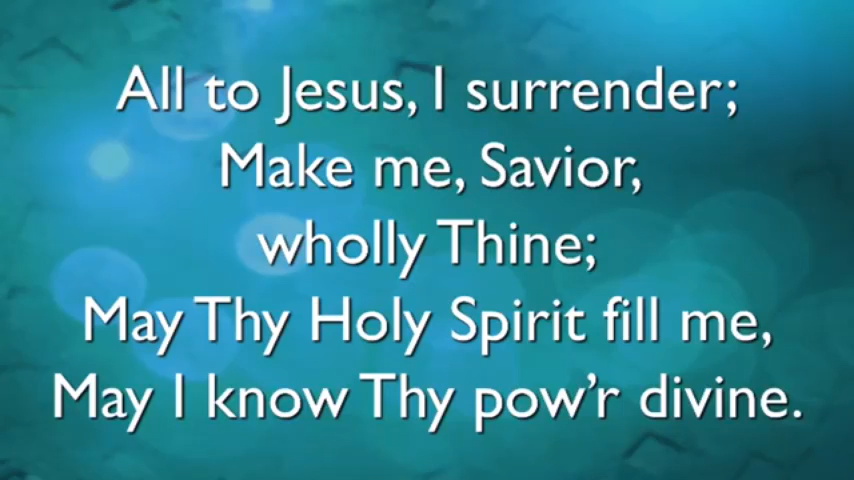 All to Jesus, I surrender;
Make me, Savior,
wholly Thine;
May Thy Holy Spirit fill me,
May I know Thy pow’r divine.